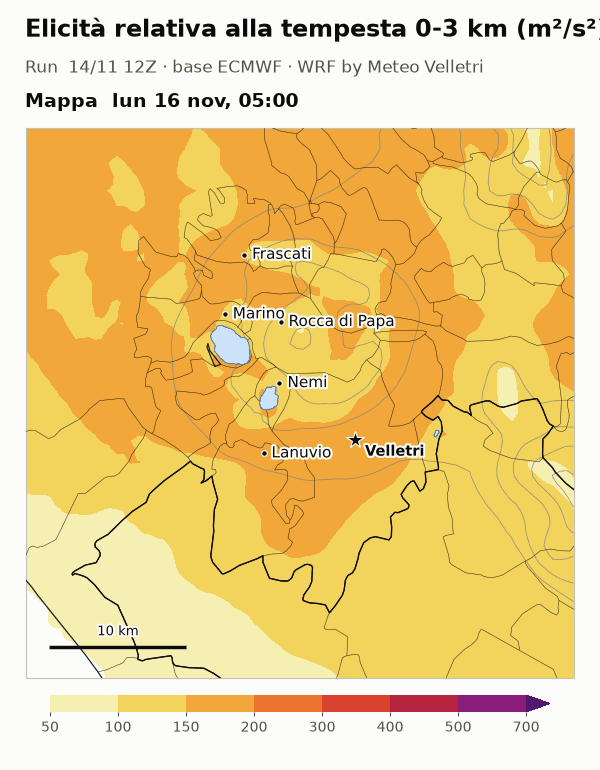 Elicità relativa alla tempesta 0-3 km (m²/s²)
Run  14/11 12Z · base ECMWF · WRF by Meteo Velletri
Mappa  lun 16 nov, 05:00
Frascati
Marino
Rocca di Papa
Nemi
Velletri
Lanuvio
10 km
50 100 150 200 300 400 500 700